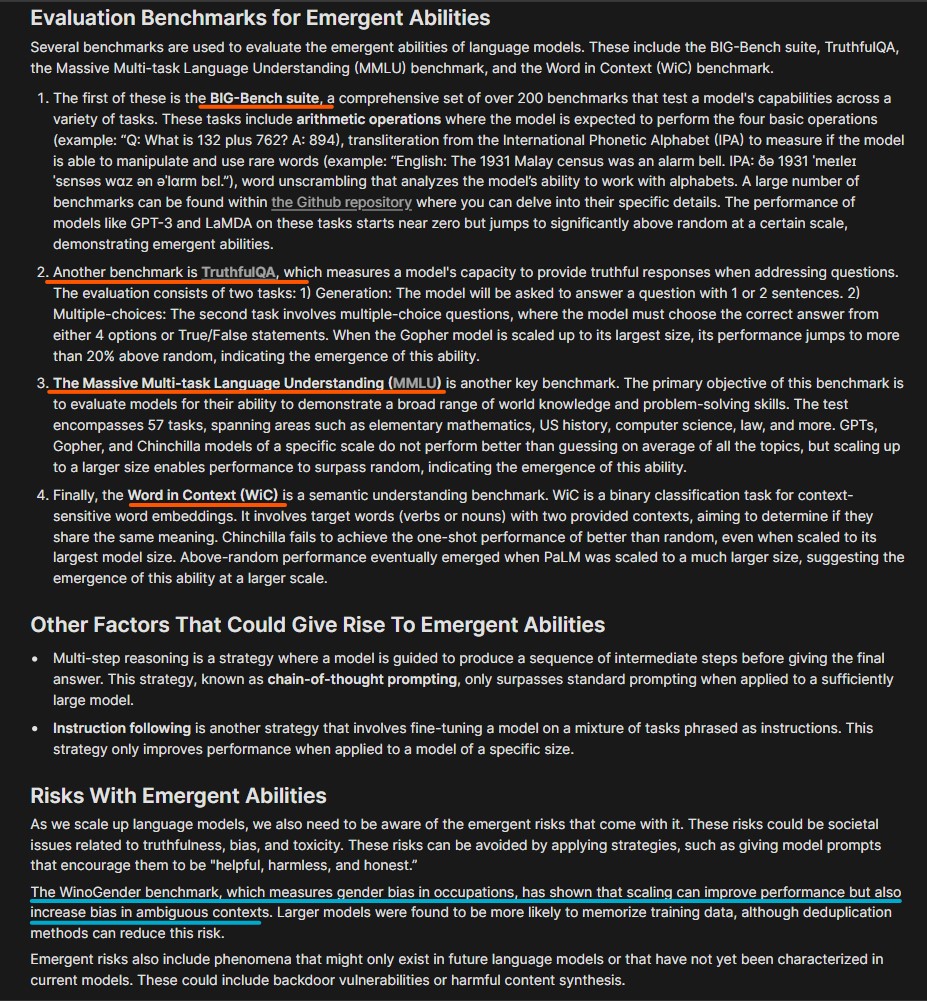 Evaluation Benchmarks for Emergent Abilities
Several benchmarks are used to evaluate the emergent abilities of language models. These include the BIG-Bench suite, TruthfulQA,
the Massive Multi-task Language Understanding (MMLU) benchmark, and the Word in Context (WiC) benchmark.
1. The first of these is the BIG-Bench suite, a comprehensive set of over 200 benchmarks that test a model's capabilities across a
variety of tasks. These tasks include arithmetic operations where the model is expected to perform the four basic operations
(example: “Q: What is 132 plus 762? A: 894), transliteration from the International Phonetic Alphabet (IPA) to measure if the model
is able to manipulate and use rare words (example: “English: The 1931 Malay census was an alarm bell. IPA: ðə 1931 ˈmeɪleɪ
ˈsɛnsəs wɑz ən əˈlɑrm bɛl.”), word unscrambling that analyzes the model’s ability to work with alphabets. A large number of
benchmarks can be found within the Github repository where you can delve into their specific details. The performance of
models like GPT-3 and LaMDA on these tasks starts near zero but jumps to significantly above random at a certain scale,
demonstrating emergent abilities.
2. Another benchmark is TruthfulQA, which measures a model's capacity to provide truthful responses when addressing questions.
The evaluation consists of two tasks: 1) Generation: The model will be asked to answer a question with 1 or 2 sentences. 2)
Multiple-choices: The second task involves multiple-choice questions, where the model must choose the correct answer from
either 4 options or True/False statements. When the Gopher model is scaled up to its largest size, its performance jumps to more
than 20% above random, indicating the emergence of this ability.
3. The Massive Multi-task Language Understanding (MMLU) is another key benchmark. The primary objective of this benchmark is
to evaluate models for their ability to demonstrate a broad range of world knowledge and problem-solving skills. The test
encompasses 57 tasks, spanning areas such as elementary mathematics, US history, computer science, law, and more. GPTs,
Gopher, and Chinchilla models of a specific scale do not perform better than guessing on average of all the topics, but scaling up
to a larger size enables performance to surpass random, indicating the emergence of this ability.
4. Finally, the Word in Context (WiC) is a semantic understanding benchmark. WiC is a binary classification task for context-
sensitive word embeddings. It involves target words (verbs or nouns) with two provided contexts, aiming to determine if they
share the same meaning. Chinchilla fails to achieve the one-shot performance of better than random, even when scaled to its
largest model size. Above-random performance eventually emerged when PaLM was scaled to a much larger size, suggesting the
emergence of this ability at a larger scale.
Other Factors That Could Give Rise To Emergent Abilities
• Multi-step reasoning is a strategy where a model is guided to produce a sequence of intermediate steps before giving the final
answer. This strategy, known as chain-of-thought prompting, only surpasses standard prompting when applied to a sufficiently
large model.
• Instruction following is another strategy that involves fine-tuning a model on a mixture of tasks phrased as instructions. This
strategy only improves performance when applied to a model of a specific size.
Risks With Emergent Abilities
As we scale up language models, we also need to be aware of the emergent risks that come with it. These risks could be societal
issues related to truthfulness, bias, and toxicity. These risks can be avoided by applying strategies, such as giving model prompts
that encourage them to be "helpful, harmless, and honest.”
The WinoGender benchmark, which measures gender bias in occupations, has shown that scaling can improve performance but also
increase bias in ambiguous contexts. Larger models were found to be more likely to memorize training data, although deduplication
methods can reduce this risk.
Emergent risks also include phenomena that might only exist in future language models or that have not yet been characterized in
current models. These could include backdoor vulnerabilities or harmful content synthesis.